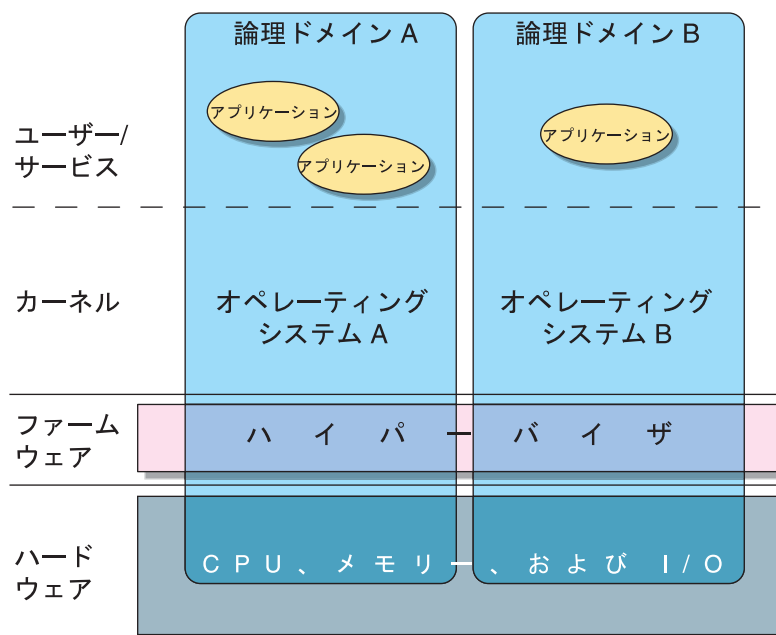 論理ドメイン A
論理ドメイン B
アプリケーション
アプリケーション
アプリケーション
ユーザー/
サービス
カーネル
オペレーティング
システム A
オペレーティング
システム B
ファーム
ウェア
ハイパーバイザ
ハード
ウェア
CPU、メモリー、および I/O